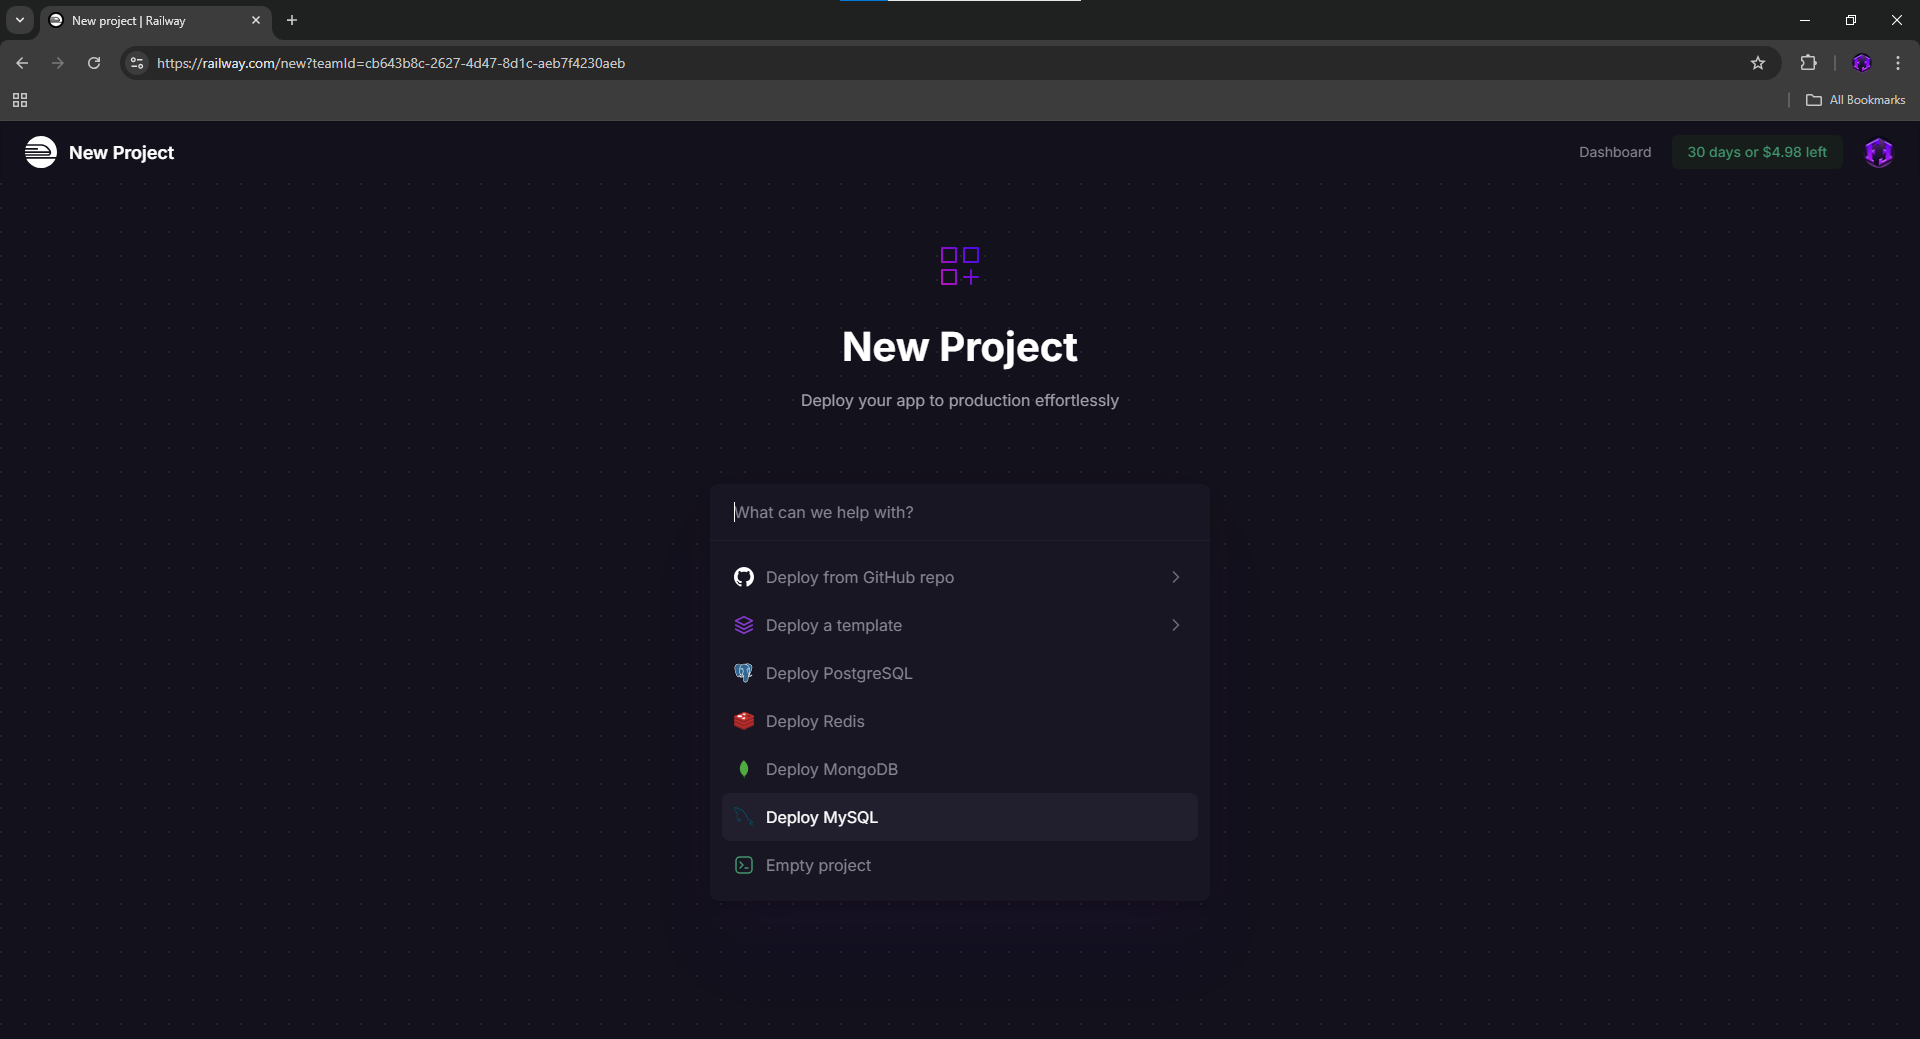 New project | Railway
https://railway.com/new?teamId=cb643b8c-2627-4d47-8d1c-aeb7f4230aeb
All Bookmarks
New Project
Dashboard
30 days or $4.98 left
New Project
Deploy your app to production effortlessly
What can we help with?
Deploy from GitHub repo
Deploy a template
Deploy PostgreSQL
Deploy Redis
Deploy MongoDB
Deploy MySQL
Empty project